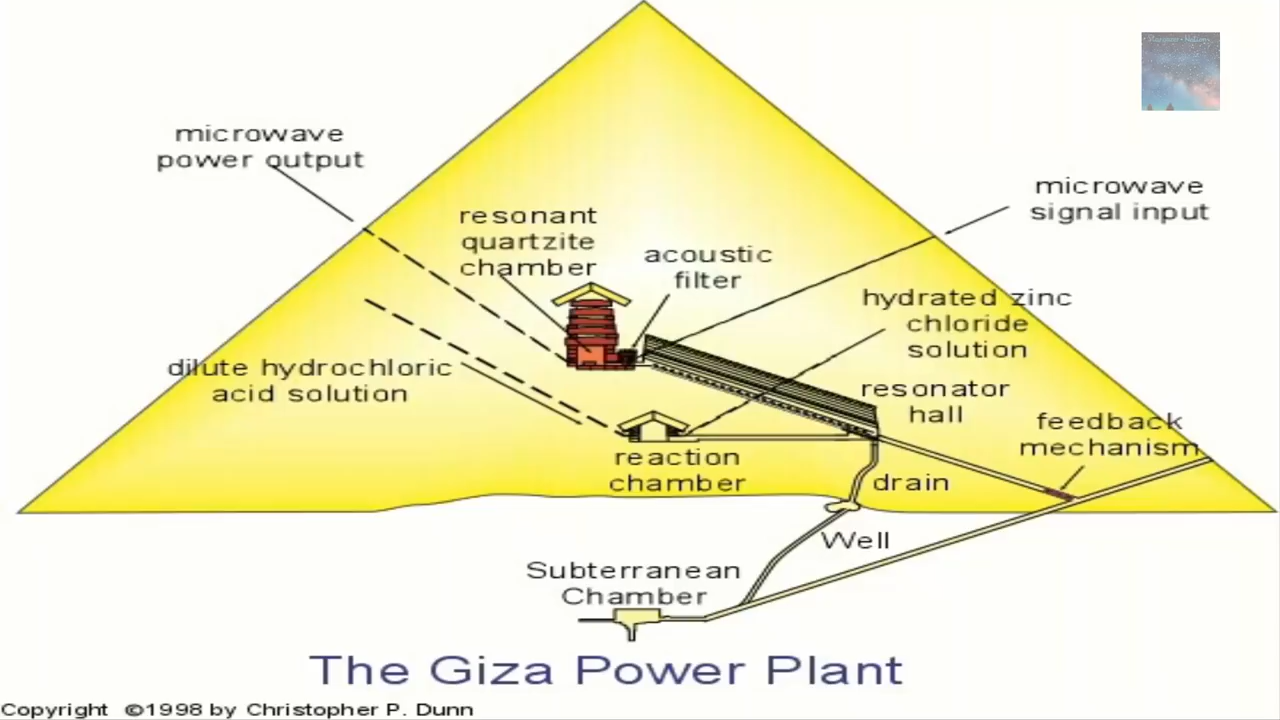 microwave
power output
microwave
signal input
resonant
quartzite
chamber
acoustic
filter
hydrated zinc
chloride
solution
dilute hydrochloric
acid solution
resonator
hall
feedback
mechanism
reaction
chamber
drain
Well
Subterranean
Chamber
The Giza Power Plant
Copyright ©1998 by Christopher P. Dunn